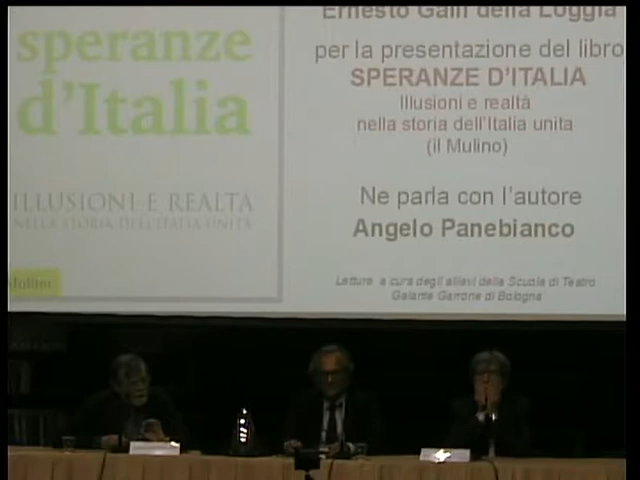 speranze
d'Italia
ILLUSIONI E REALTÀ
NELLA STORIA DELL'ITALIA UNITA
Mulino
Ernesto Galli della Loggia
per la presentazione del libro
SPERANZE D'ITALIA
Illusioni e realtà
nella storia dell'Italia unita
(il Mulino)
Ne parla con l'autore
Angelo Panebianco
Letture a cura degli allievi della Scuola di Teatro
Galante Garrone di Bologna